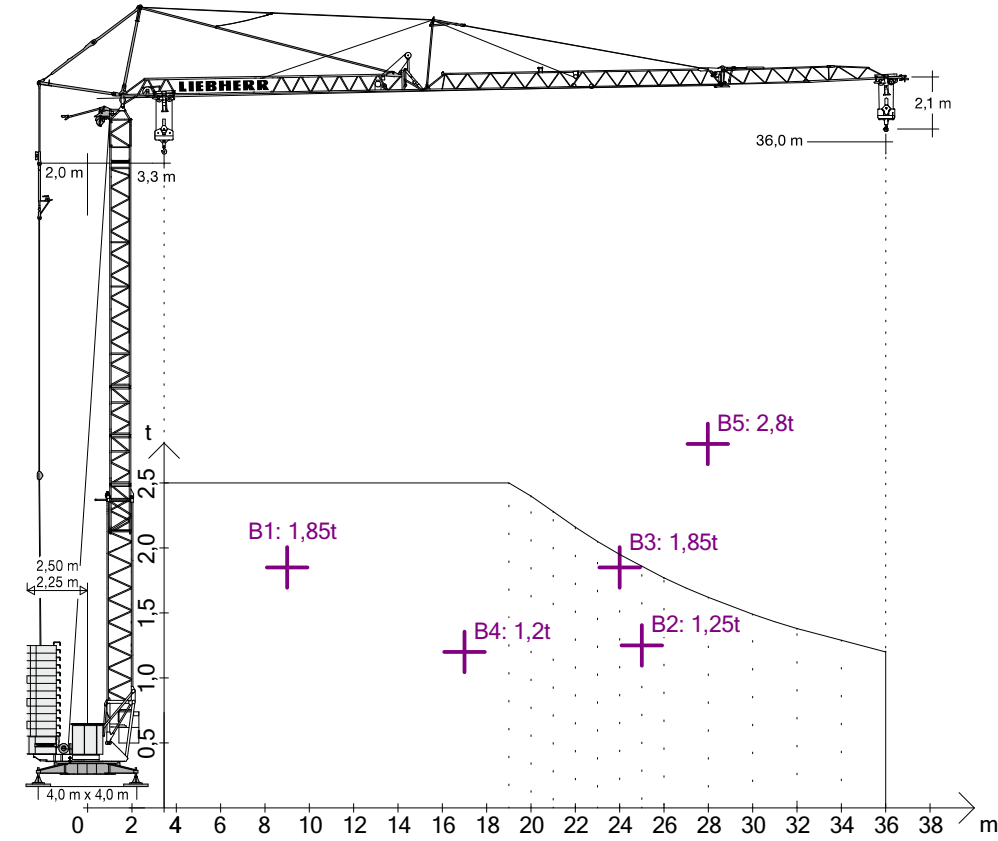 LIEBHERR
2,1 m
36,0 m
2,0 m
3,3 m
t
B5: 2,8t
2,5
B1: 1,85t
B3: 1,85t
2,0
2,50 m
2,25 m
B4: 1,2t
B2: 1,25t
1,5
1,0
0,5
4,0 m x 4,0 m
0 2 4 6 8 10 12 14 16 18 20 22 24 26 28 30 32 34 36 38 m